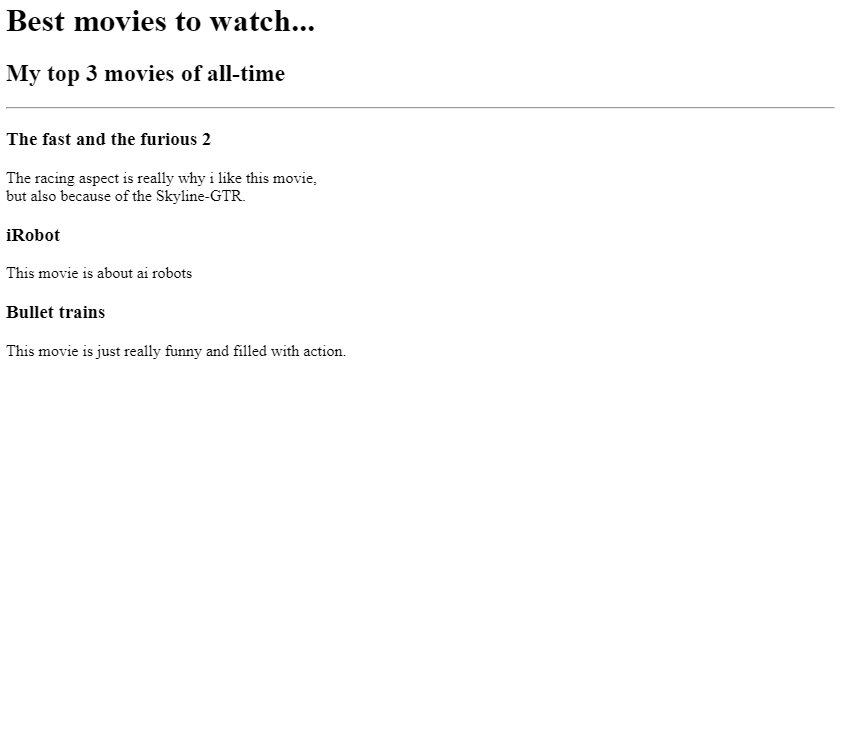 Best movies to watch...
My top 3 movies of all-time
The fast and the furious 2
The racing aspect is really why i like this movie,
but also because of the Skyline-GTR.
iRobot
This movie is about ai robots
Bullet trains
This movie is just really funny and filled with action.